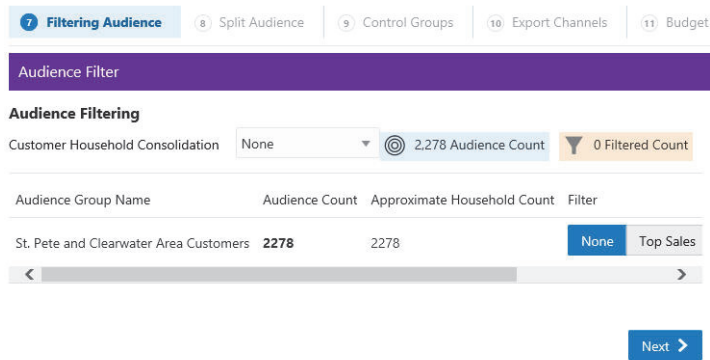 7 Filtering Audience 8 Split Audience 9 Control Groups 10 Export Channels 11 Budget
Audience Filter
Audience Filtering
Customer Household Consolidation None 2,278 Audience Count 0 Filtered Count
Audience Group Name Audience Count Approximate Household Count Filter
St. Pete and Clearwater Area Customers 2278 2278 None Top Sales
Next